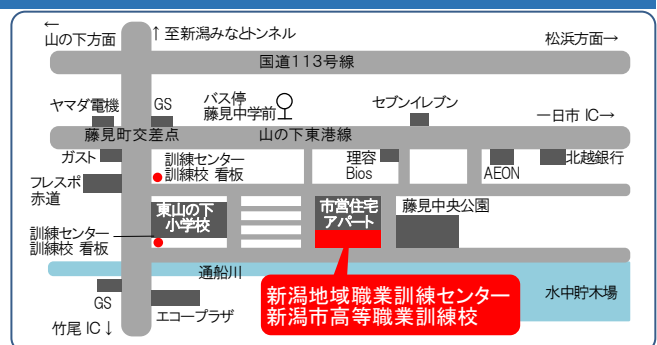 ←
山の下方面
↑至新潟みなとトンネル
松浜方面→
国道113号線
ヤマダ電機
GS
バス停
藤見中学前
セブンイレブン
一日市 IC→
藤見町交差点
山の下東港線
ガスト
訓練センター
訓練校 看板
理容
Bios
AEON
北越銀行
フレスポ
赤道
東山の下
小学校
市営住宅
アパート
藤見中央公園
訓練センター
訓練校 看板
通船川
新潟地域職業訓練センター
新潟市高等職業訓練校
水中貯木場
GS
エコープラザ
竹尾 IC↓